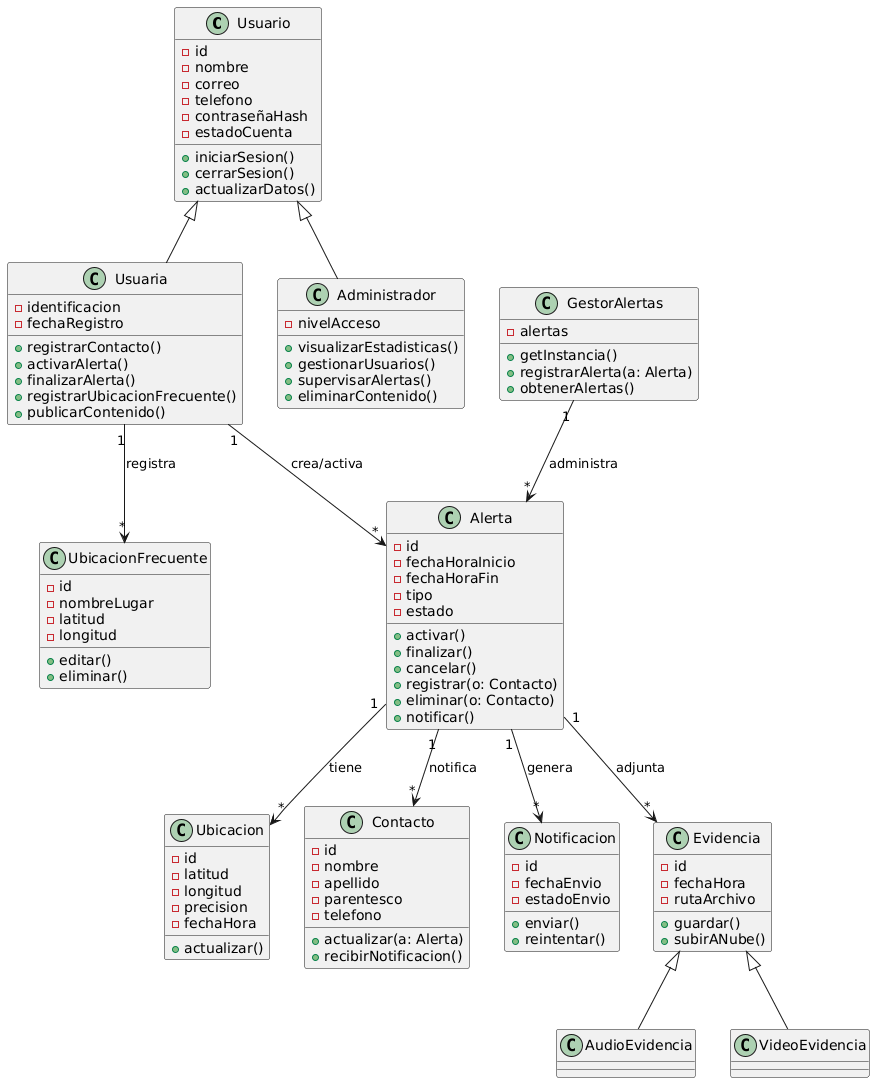 C Usuario
id
nombre
correo
telefono
contraseñaHash
estadoCuenta
iniciarSesion()
cerrarSesion()
actualizarDatos()
C Usuaria
identificacion
fechaRegistro
registrarContacto()
activarAlerta()
finalizarAlerta()
registrarUbicacionFrecuente()
publicarContenido()
C Administrador
nivelAcceso
visualizarEstadisticas()
gestionarUsuarios()
supervisarAlertas()
eliminarContenido()
C GestorAlertas
alertas
getInstancia()
registrarAlerta(a: Alerta)
obtenerAlertas()
1
registra
*
1
crea/activa
*
1
administra
*
C UbicacionFrecuente
id
nombreLugar
latitud
longitud
editar()
eliminar()
C Alerta
id
fechaHoraInicio
fechaHoraFin
tipo
estado
activar()
finalizar()
cancelar()
registrar(o: Contacto)
eliminar(o: Contacto)
notificar()
1
tiene
*
1
notifica
*
1
genera
*
1
adjunta
*
C Ubicacion
id
latitud
longitud
precision
fechaHora
actualizar()
C Contacto
id
nombre
apellido
parentesco
telefono
actualizar(a: Alerta)
recibirNotificacion()
C Notificacion
id
fechaEnvio
estadoEnvio
enviar()
reintentar()
C Evidencia
id
fechaHora
rutaArchivo
guardar()
subirANube()
C AudioEvidencia
C VideoEvidencia